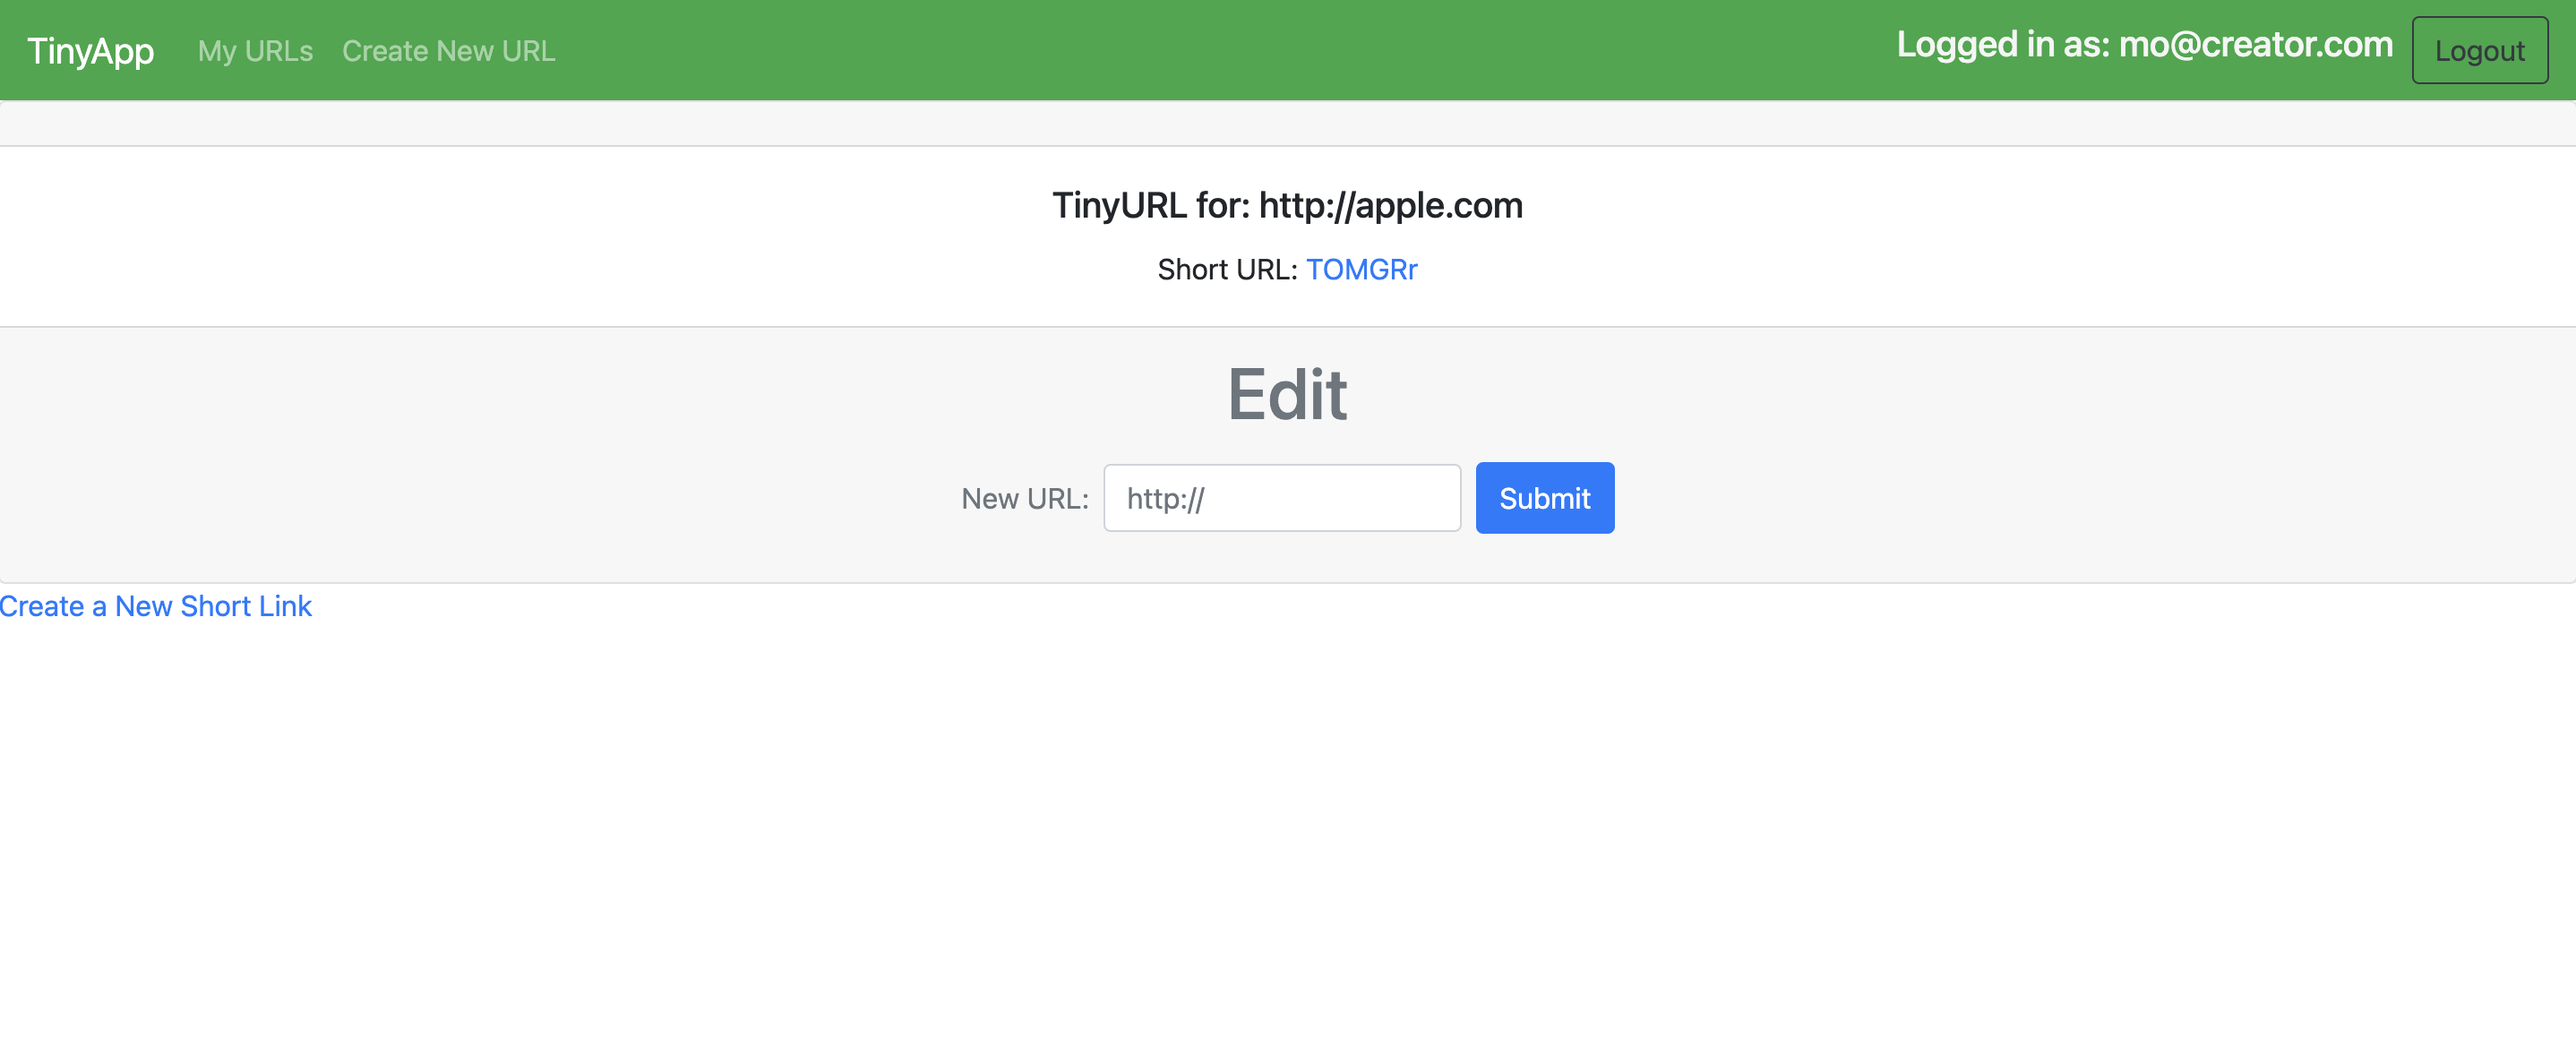 TinyApp My URLs Create New URL Logged in as: mo@creator.com Logout
TinyURL for: http://apple.com
Short URL: TOMGRr
Edit
New URL: http:// Submit
Create a New Short Link